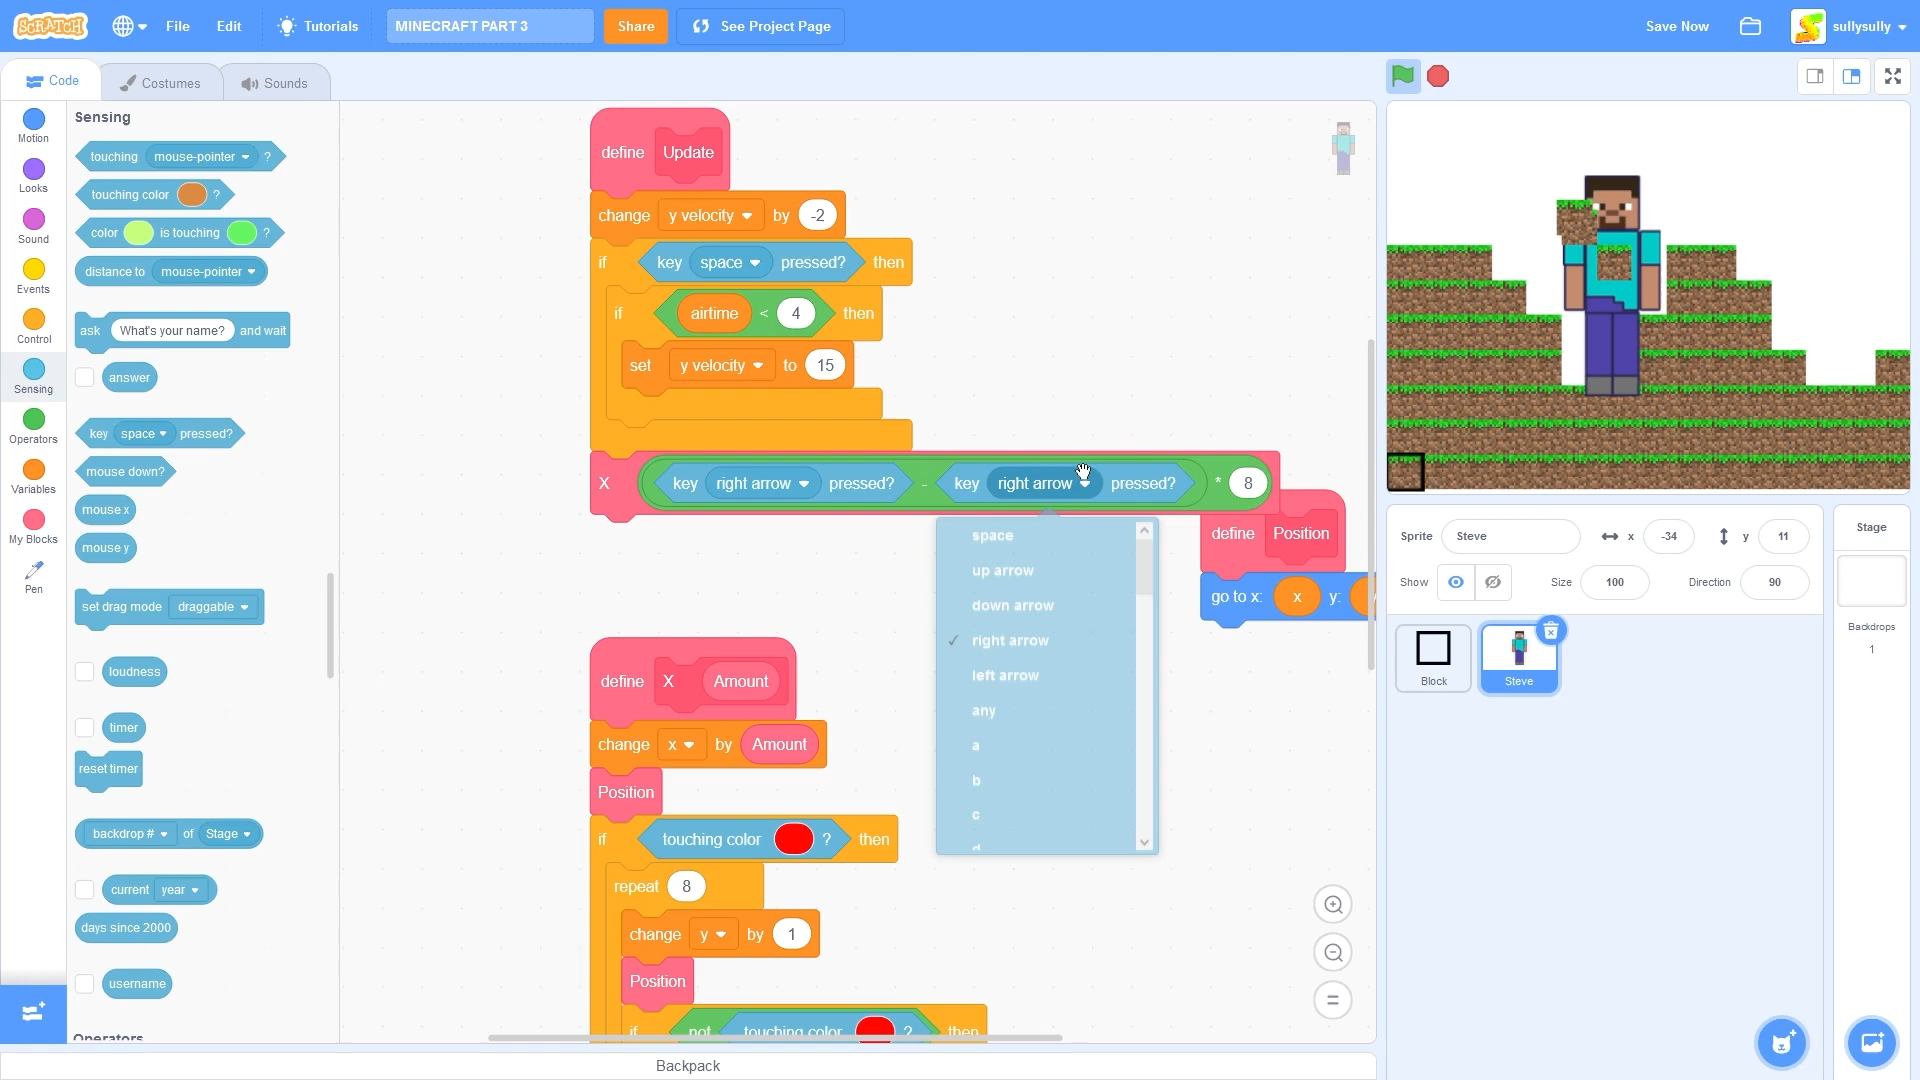 SCRATCH
File
Edit
Tutorials
MINECRAFT PART 3
Share
See Project Page
Save Now
sullysully
Code
Costumes
Sounds
Motion
Looks
Sound
Events
Control
Sensing
Operators
Variables
My Blocks
Pen
Sensing
touching mouse-pointer ?
touching color ?
color is touching ?
distance to mouse-pointer
ask What's your name? and wait
answer
key space pressed?
mouse down?
mouse x
mouse y
set drag mode draggable
loudness
timer
reset timer
backdrop # of Stage
current year
days since 2000
username
Operators
define Update
change y velocity by -2
if key space pressed? then
if airtime < 4 then
set y velocity to 15
X key right arrow pressed? - key right arrow pressed? * 8
space
up arrow
down arrow
✓ right arrow
left arrow
any
a
b
c
d
define Position
go to x: x y:
define X Amount
change x by Amount
Position
if touching color ? then
repeat 8
change y by 1
Position
if not touching color ? then
Backpack
Sprite Steve x -34 y 11
Show Size 100 Direction 90
Block
Steve
Stage
Backdrops
1